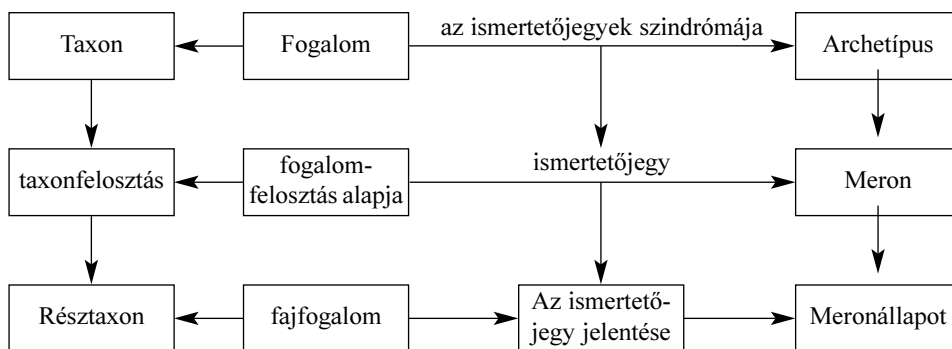 az ismertetőjegyek szindrómája
Taxon
Fogalom
Archetípus
taxonfelosztás
fogalom-
felosztás alapja
ismertetőjegy
Meron
Résztaxon
fajfogalom
Az ismertető-
jegy jelentése
Meronállapot